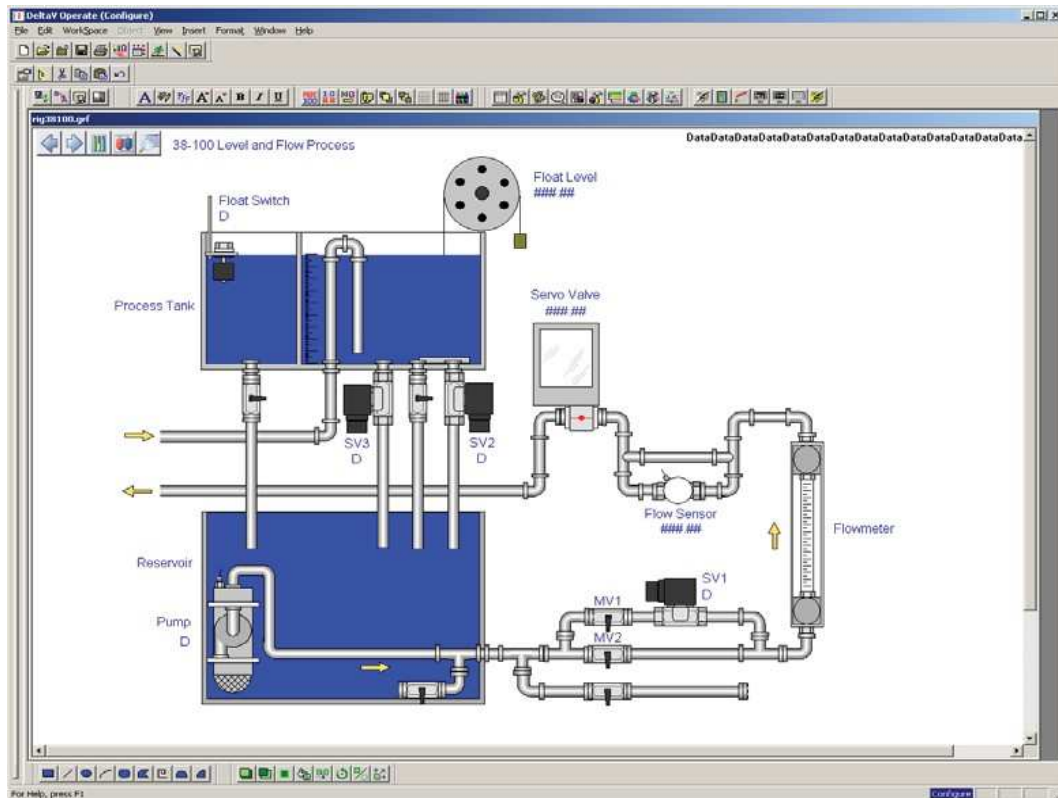 DeltaV Operate (Configure)
File Edit WorkSpace Object View Insert Format Window Help
rig38100.grf
38-100 Level and Flow Process
DataDataDataDataDataDataDataDataDataDataDataDataDataData.
Float Level
###.##
Float Switch
D
Process Tank
Servo Valve
###.##
SV3
D
SV2
D
Flow Sensor
###.##
Flowmeter
Reservoir
SV1
D
MV1
Pump
D
MV2
For Help, press F1
Configure